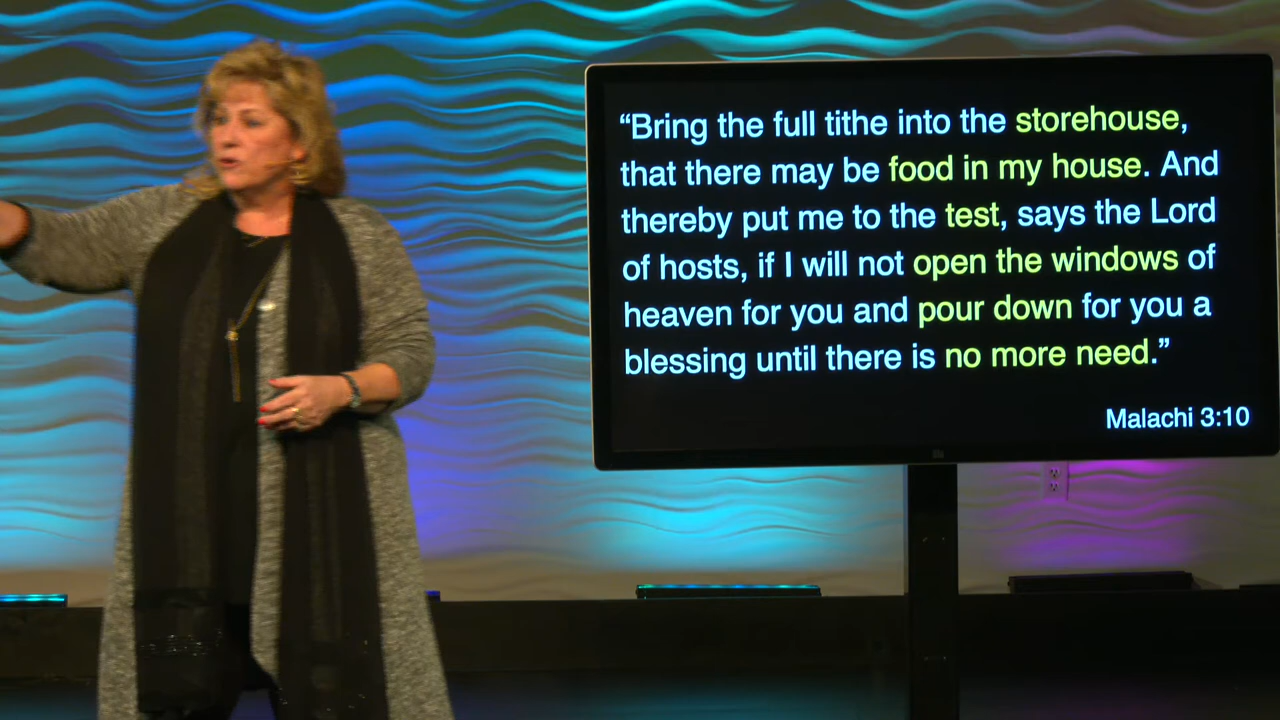 “Bring the full tithe into the storehouse,
that there may be food in my house. And
thereby put me to the test, says the Lord
of hosts, if I will not open the windows of
heaven for you and pour down for you a
blessing until there is no more need.”
Malachi 3:10